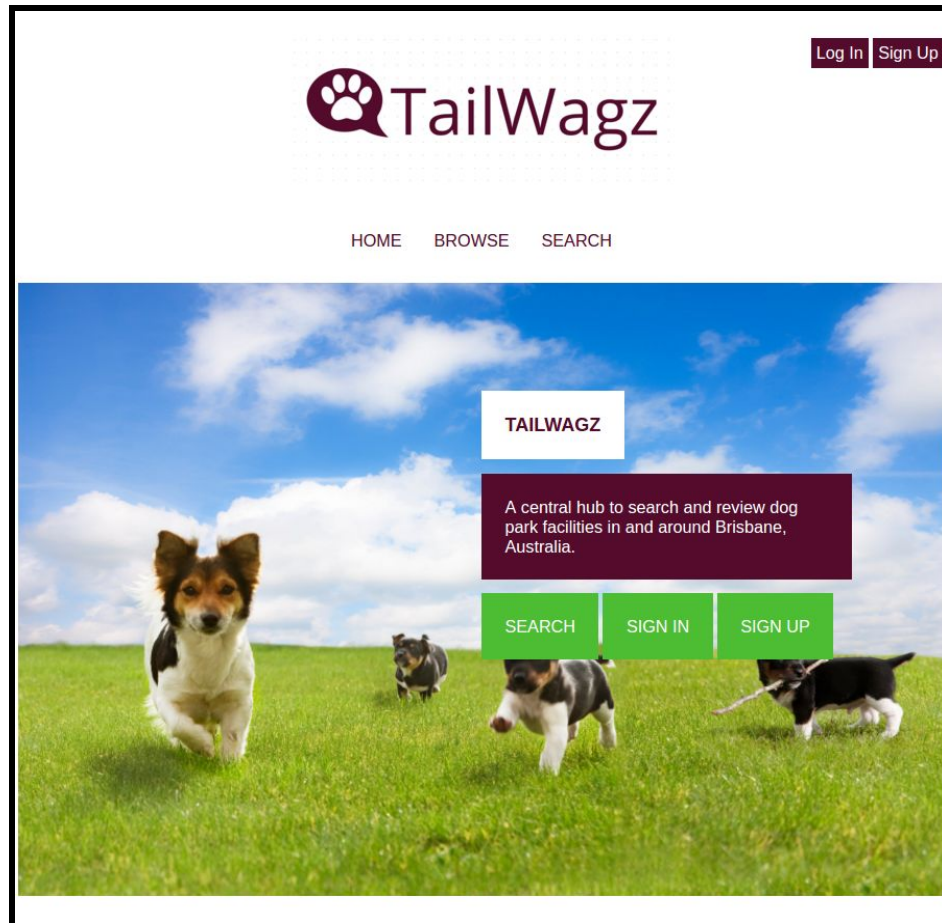 Log In Sign Up
TailWagz
HOME BROWSE SEARCH
TAILWAGZ
A central hub to search and review dog
park facilities in and around Brisbane,
Australia.
SEARCH SIGN IN SIGN UP